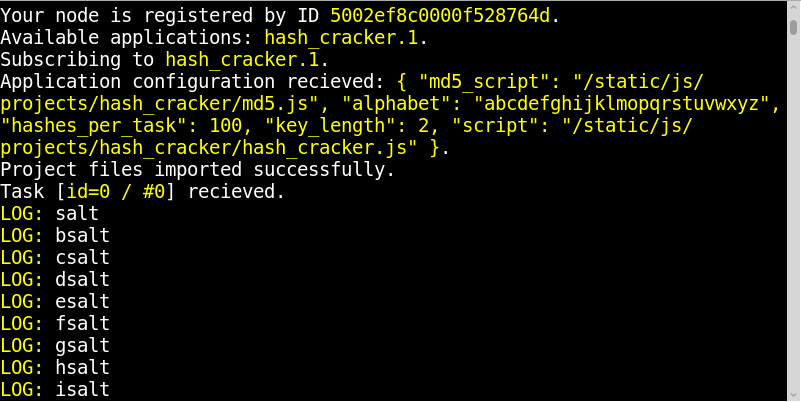 Your node is registered by ID 5002ef8c0000f528764d.
Available applications: hash_cracker.1.
Subscribing to hash_cracker.1.
Application configuration recieved: { "md5_script": "/static/js/
projects/hash_cracker/md5.js", "alphabet": "abcdefghijklmopqrstuvwxyz",
"hashes_per_task": 100, "key_length": 2, "script": "/static/js/
projects/hash_cracker/hash_cracker.js" }.
Project files imported successfully.
Task [id=0 / #0] recieved.
LOG: salt
LOG: bsalt
LOG: csalt
LOG: dsalt
LOG: esalt
LOG: fsalt
LOG: gsalt
LOG: hsalt
LOG: isalt